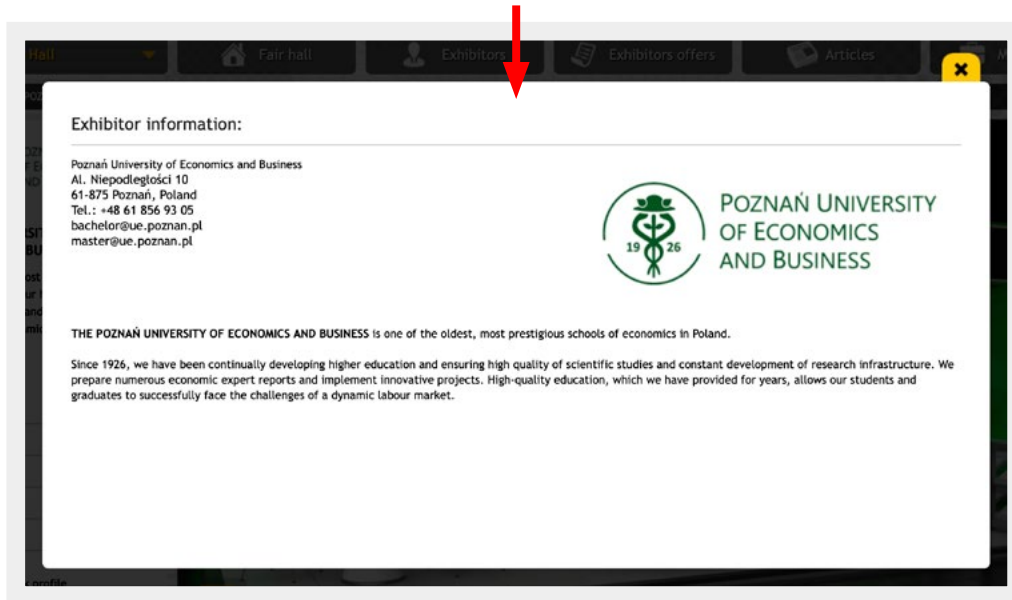 Hall
Fair hall
Exhibitors
Exhibitors offers
Articles
Exhibitor information:
Poznań University of Economics and Business
Al. Niepodległości 10
61-875 Poznań, Poland
Tel.: +48 61 856 93 05
bachelor@ue.poznan.pl
master@ue.poznan.pl
19 26
POZNAŃ UNIVERSITY
OF ECONOMICS
AND BUSINESS
THE POZNAŃ UNIVERSITY OF ECONOMICS AND BUSINESS is one of the oldest, most prestigious schools of economics in Poland.
Since 1926, we have been continually developing higher education and ensuring high quality of scientific studies and constant development of research infrastructure. We
prepare numerous economic expert reports and implement innovative projects. High-quality education, which we have provided for years, allows our students and
graduates to successfully face the challenges of a dynamic labour market.
profile